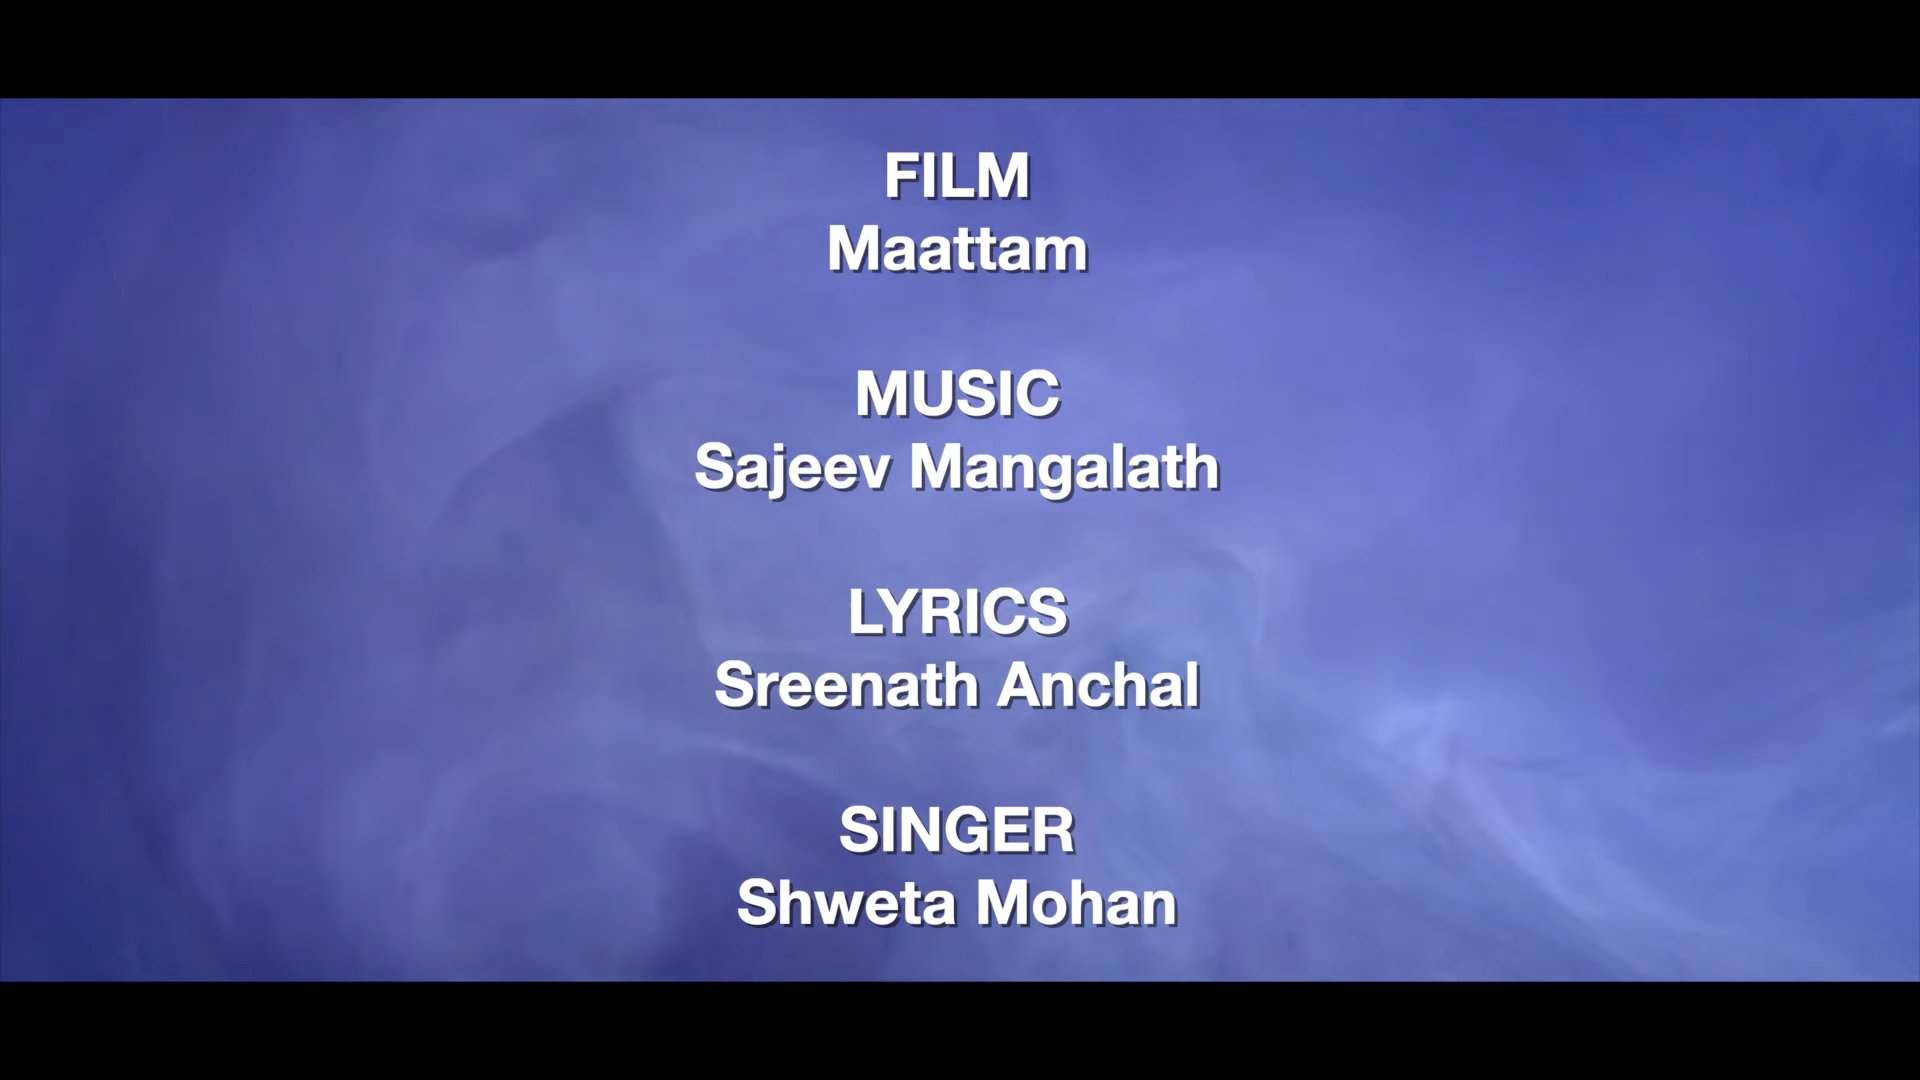 FILM
Maattam
MUSIC
Sajeev Mangalath
LYRICS
Sreenath Anchal
SINGER
Shweta Mohan